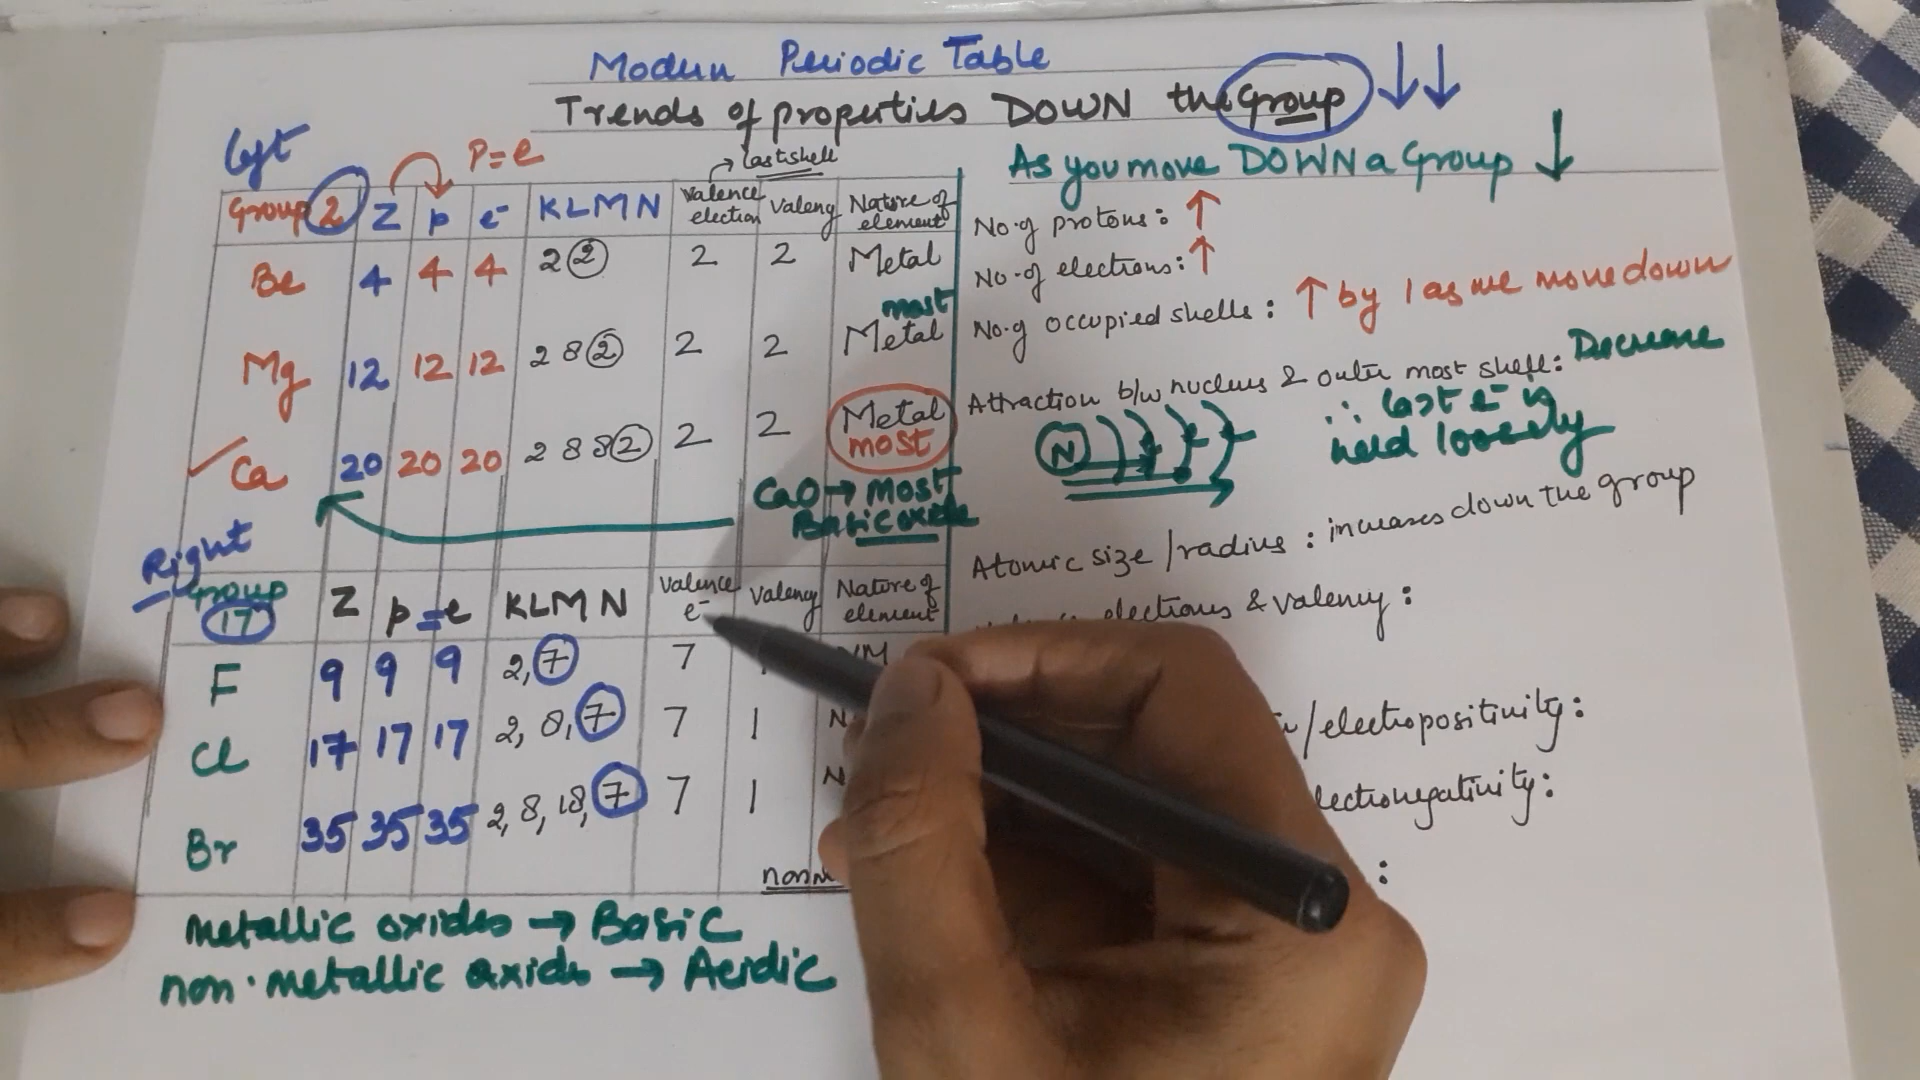 Modern Periodic Table
Trends of properties DOWN the Group ↓↓
Left
P=e
→ last shell
Group 2 Z p e⁻ K L M N Valence election Valency Nature of element
Be 4 4 4 2 2 2 2 Metal
Mg 12 12 12 2 8 2 2 2 most Metal
✓ Ca 20 20 20 2 8 8 2 2 2 Metal most
CaO → Most
Basic oxide
Right
Group 17 Z p = e K L M N Valence e⁻ Valency Nature of element
F 9 9 9 2, 7 7 NM
Cl 17 17 17 2, 8, 7 7 1 N
Br 35 35 35 2, 8, 18, 7 7 1 N
Metallic oxides → Basic
non-metallic oxides → Acidic
As you move DOWN a Group ↓
No. of protons: ↑
No. of elections: ↑
No. of occupied shells: ↑ by 1 as we move down
Attraction b/w nucleus & outer most shell: Decrease
N
∴ last e⁻ is
held loosely
Atomic size/radius: increases down the group
elections & valency:
/electropositivity:
: